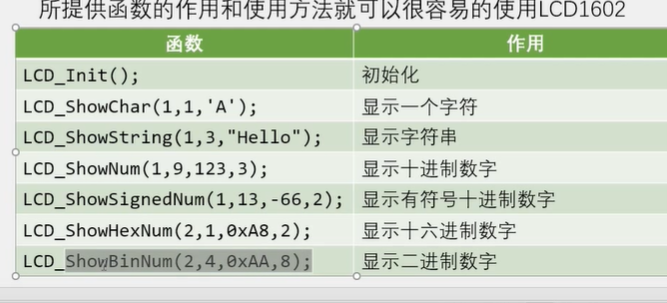 所提供函数的作用和使用方法就可以很容易的使用LCD1602
函数 作用
LCD_Init(); 初始化
LCD_ShowChar(1,1,'A'); 显示一个字符
LCD_ShowString(1,3,"Hello"); 显示字符串
LCD_ShowNum(1,9,123,3); 显示十进制数字
LCD_ShowSignedNum(1,13,-66,2); 显示有符号十进制数字
LCD_ShowHexNum(2,1,0xA8,2); 显示十六进制数字
LCD_ShowBinNum(2,4,0xAA,8); 显示二进制数字